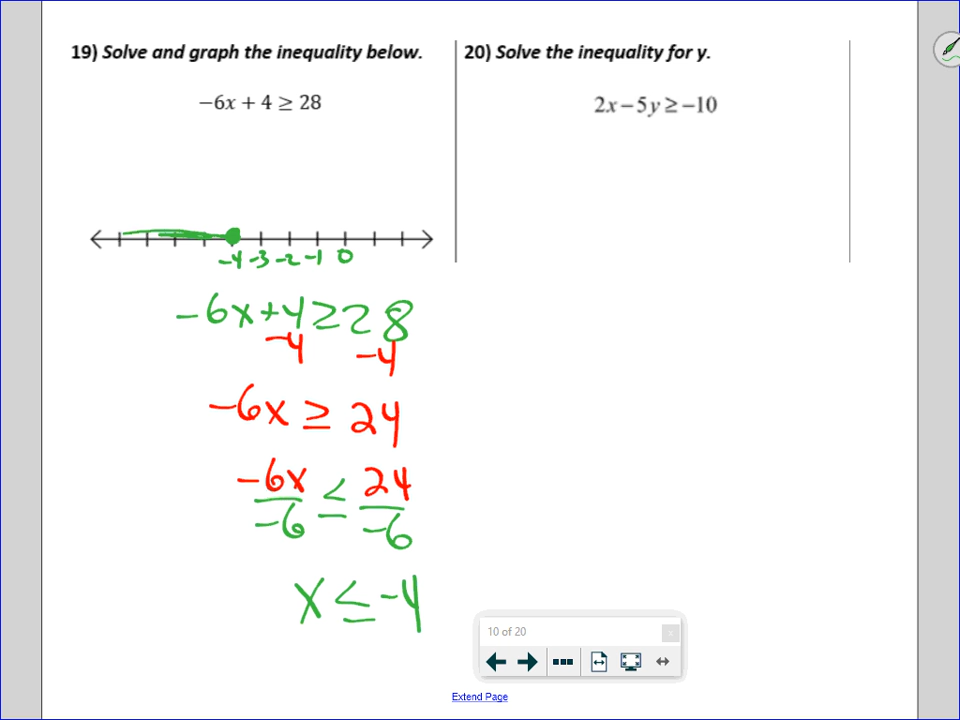 19) Solve and graph the inequality below.
−6x + 4 ≥ 28
-4 -3 -2 -1 0
-6x+4≥28
-4 -4
-6x ≥ 24
-6x ≤ 24
-6 -6
x ≤ -4
20) Solve the inequality for y.
2x−5y≥−10
10 of 20
x
Extend Page